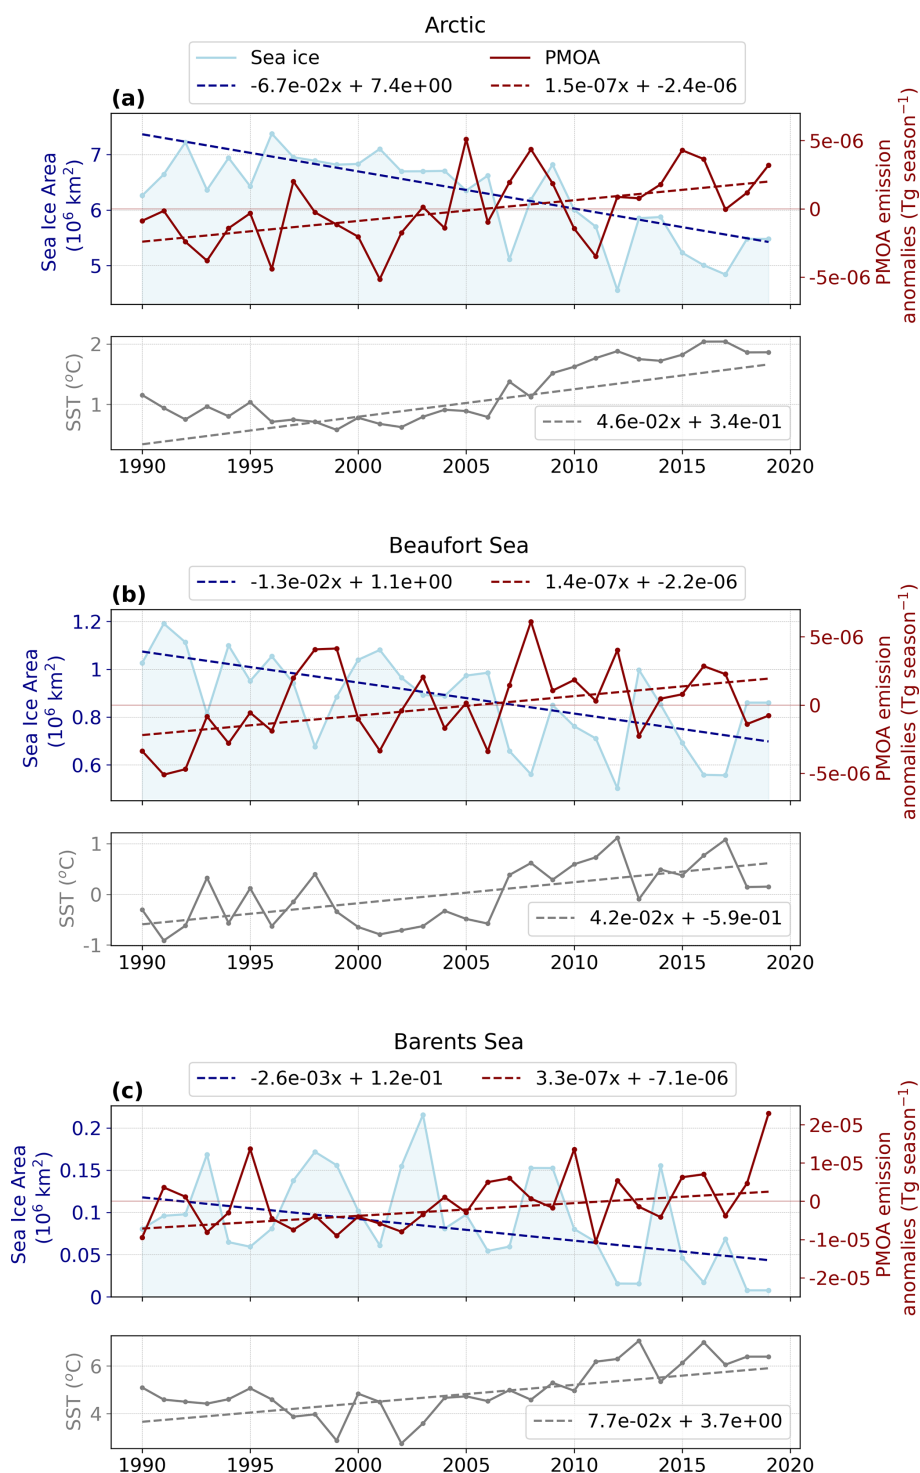 Arctic
Sea ice PMOA
-6.7e-02x + 7.4e+00 1.5e-07x + -2.4e-06
(a)
7
6
5
Sea Ice Area
(10⁶ km²)
5e-06
0
-5e-06
PMOA emission
anomalies (Tg season⁻¹)
2
1
SST (°C)
4.6e-02x + 3.4e-01
1990 1995 2000 2005 2010 2015 2020
Beaufort Sea
-1.3e-02x + 1.1e+00 1.4e-07x + -2.2e-06
(b)
1.2
1
0.8
0.6
Sea Ice Area
(10⁶ km²)
5e-06
0
-5e-06
PMOA emission
anomalies (Tg season⁻¹)
1
0
-1
SST (°C)
4.2e-02x + -5.9e-01
1990 1995 2000 2005 2010 2015 2020
Barents Sea
-2.6e-03x + 1.2e-01 3.3e-07x + -7.1e-06
(c)
0.2
0.15
0.1
0.05
0
Sea Ice Area
(10⁶ km²)
2e-05
1e-05
0
-1e-05
-2e-05
PMOA emission
anomalies (Tg season⁻¹)
6
4
SST (°C)
7.7e-02x + 3.7e+00
1990 1995 2000 2005 2010 2015 2020